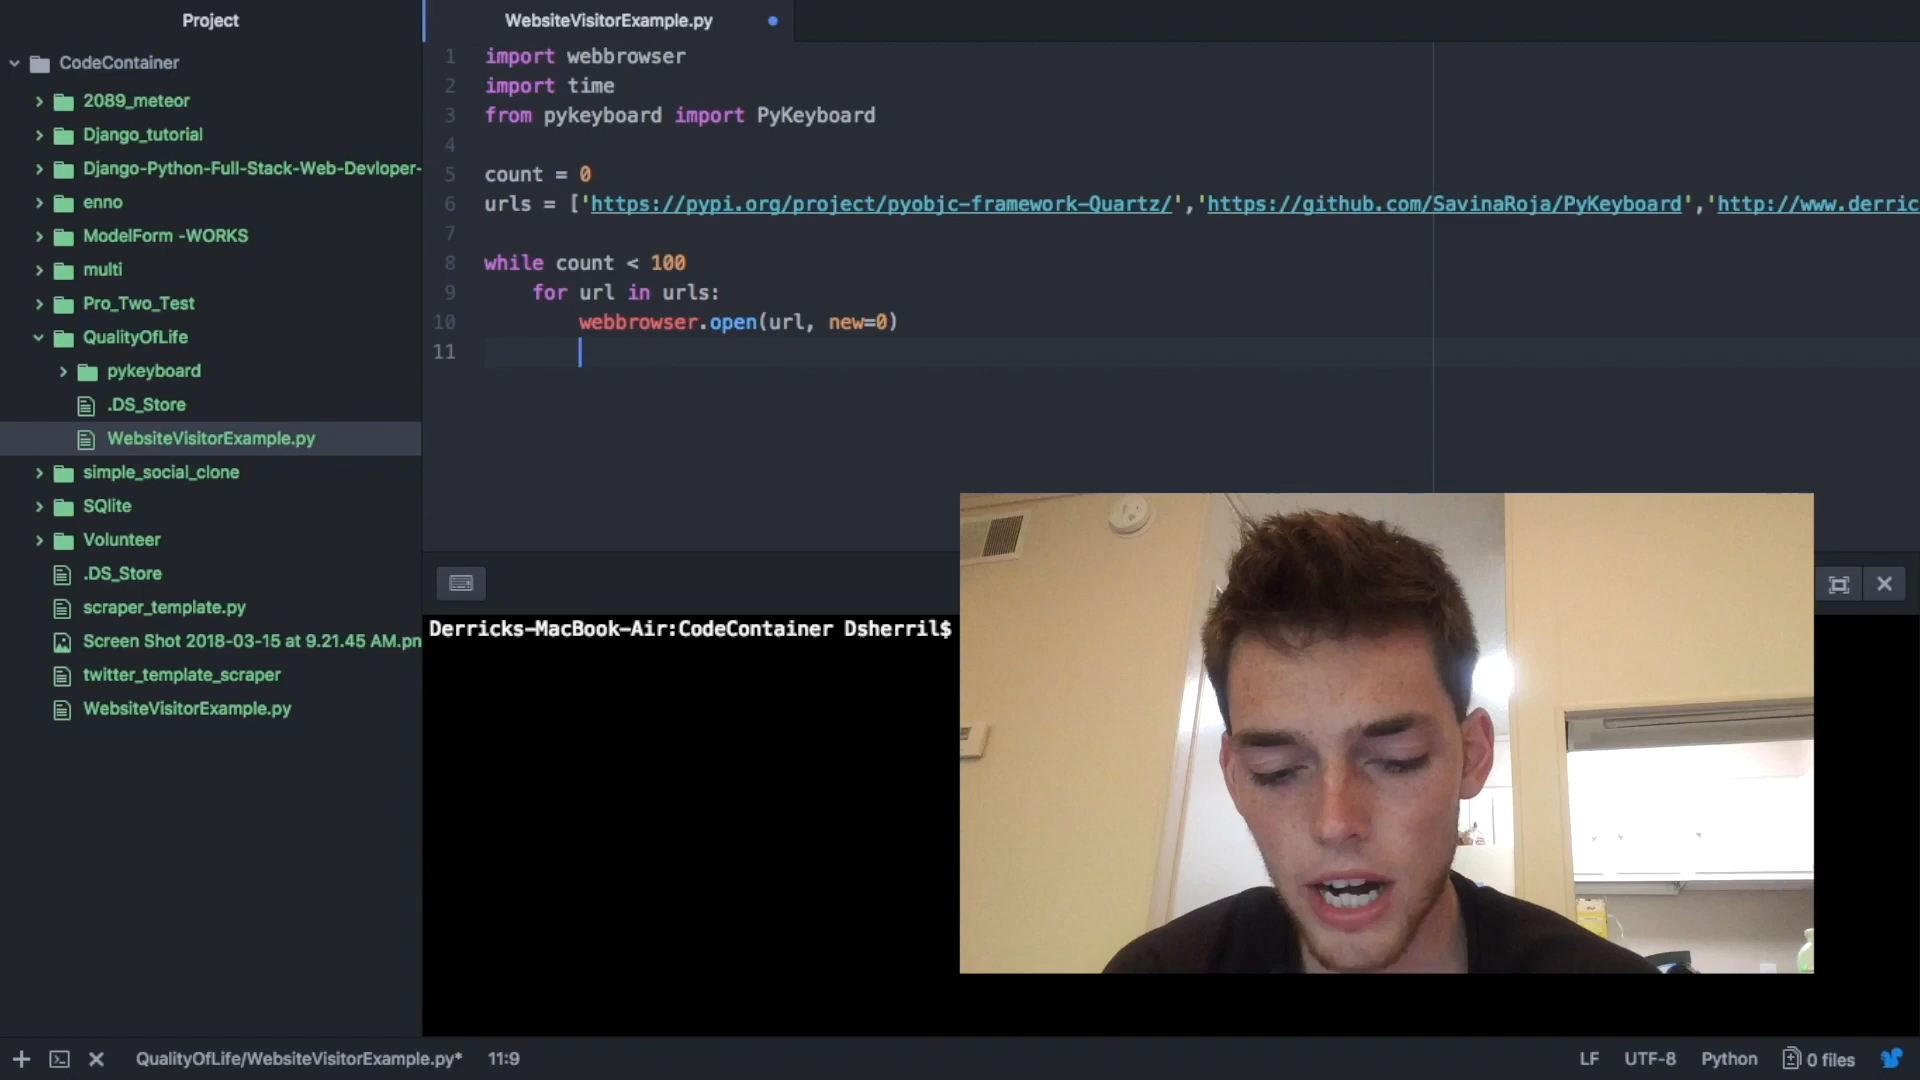 Project
CodeContainer
2089_meteor
Django_tutorial
Django-Python-Full-Stack-Web-Devloper-
enno
ModelForm -WORKS
multi
Pro_Two_Test
QualityOfLife
pykeyboard
.DS_Store
WebsiteVisitorExample.py
simple_social_clone
SQlite
Volunteer
.DS_Store
scraper_template.py
Screen Shot 2018-03-15 at 9.21.45 AM.pn
twitter_template_scraper
WebsiteVisitorExample.py
WebsiteVisitorExample.py
1 import webbrowser
2 import time
3 from pykeyboard import PyKeyboard
4
5 count = 0
6 urls = ['https://pypi.org/project/pyobjc-framework-Quartz/','https://github.com/SavinaRoja/PyKeyboard','http://www.derric
7
8 while count < 100
9 for url in urls:
10 webbrowser.open(url, new=0)
11
Derricks-MacBook-Air:CodeContainer Dsherril$
QualityOfLife/WebsiteVisitorExample.py* 11:9 LF UTF-8 Python 0 files